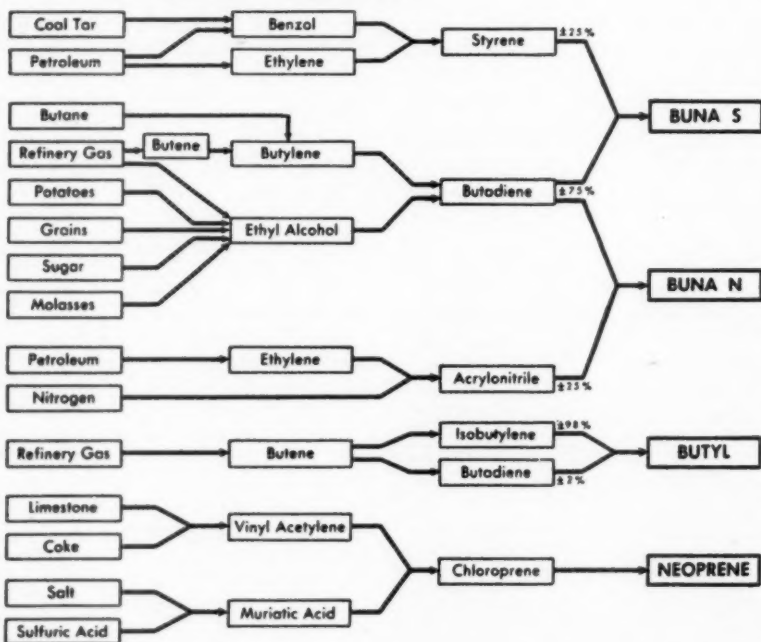 Coal Tar
Benzol
Styrene
±25%
Petroleum
Ethylene
BUNA S
Butane
Refinery Gas
Butene
Butylene
Butadiene
±75%
Potatoes
Grains
Ethyl Alcohol
Sugar
Molasses
BUNA N
Petroleum
Ethylene
Acrylonitrile
±25%
Nitrogen
Isobutylene
±98%
Refinery Gas
Butene
BUTYL
Butadiene
±2%
Limestone
Vinyl Acetylene
Coke
Chloroprene
NEOPRENE
Salt
Muriatic Acid
Sulfuric Acid